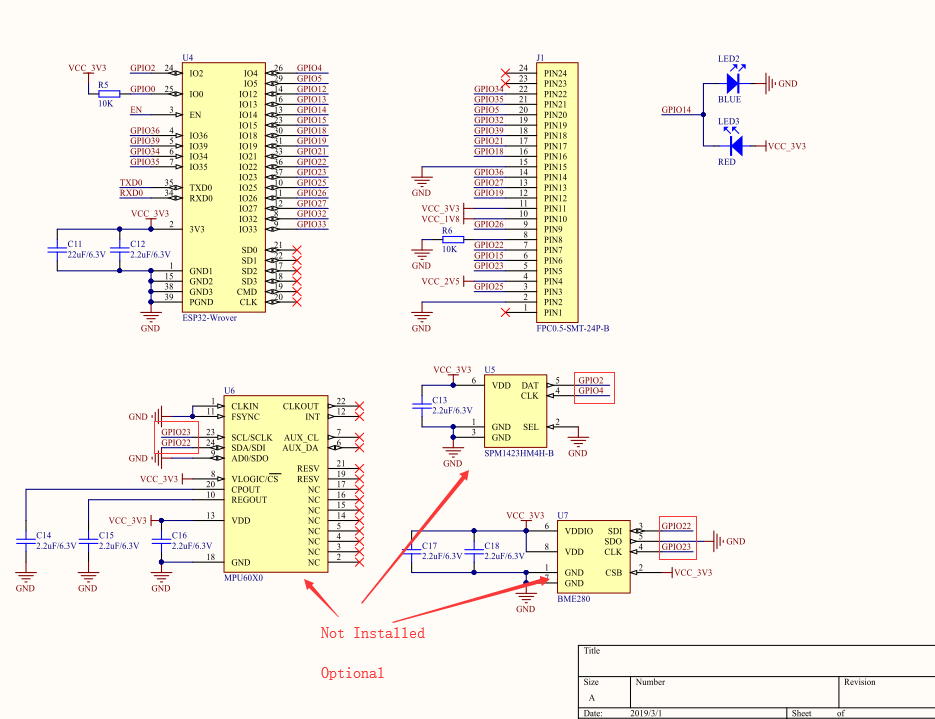 U4
VCC_3V3
R5
10K
GPIO2 24 IO2
GPIO0 25 IO0
EN 3 EN
GPIO36 4 IO36
GPIO39 5 IO39
GPIO34 6 IO34
GPIO35 7 IO35
TXD0 35 TXD0
RXD0 34 RXD0
VCC_3V3
2 3V3
C11
22uF/6.3V
C12
2.2uF/6.3V
1 GND1
15 GND2
38 GND3
39 PGND
GND
IO4 26 GPIO4
IO5 29 GPIO5
IO12 14 GPIO12
IO13 16 GPIO13
IO14 13 GPIO14
IO15 23 GPIO15
IO18 30 GPIO18
IO19 31 GPIO19
IO21 33 GPIO21
IO22 36 GPIO22
IO23 37 GPIO23
IO25 10 GPIO25
IO26 11 GPIO26
IO27 12 GPIO27
IO32 8 GPIO32
IO33 9 GPIO33
SD0 21
SD1 22
SD2 17
SD3 18
CMD 19
CLK 20
ESP32-Wrover
J1
24 PIN24
23 PIN23
GPIO34 22 PIN22
GPIO35 21 PIN21
GPIO5 20 PIN20
GPIO32 19 PIN19
GPIO39 18 PIN18
GPIO21 17 PIN17
GPIO18 16 PIN16
15 PIN15
GND
GPIO36 14 PIN14
GPIO27 13 PIN13
GPIO19 12 PIN12
VCC_3V3 11 PIN11
VCC_1V8 10 PIN10
GPIO26 9 PIN9
R6
10K
GND
8 PIN8
GPIO22 7 PIN7
GPIO15 6 PIN6
GPIO23 5 PIN5
VCC_2V5 4 PIN4
GPIO25 3 PIN3
2 PIN2
1 PIN1
GND
FPC0.5-SMT-24P-B
LED2
BLUE
GND
GPIO14
LED3
RED
VCC_3V3
U6
GND
1 CLKIN
11 FSYNC
GPIO23 23 SCL/SCLK
GPIO22 24 SDA/SDI
GND 9 AD0/SDO
VCC_3V3 8 VLOGIC/CS
20 CPOUT
10 REGOUT
VCC_3V3 13 VDD
18 GND
CLKOUT 22
INT 12
AUX_CL 7
AUX_DA 6
RESV 21
RESV 19
NC 17
NC 16
NC 15
NC 14
NC 5
NC 4
NC 3
NC 2
C14
2.2uF/6.3V
GND
C15
2.2uF/6.3V
GND
C16
2.2uF/6.3V
GND
MPU60X0
VCC_3V3
U5
C13
2.2uF/6.3V
6 VDD
1 GND
3 GND
GND
DAT 5 GPIO2
CLK 4 GPIO4
SEL 2
GND
SPM1423HM4H-B
VCC_3V3
U7
C17
2.2uF/6.3V
C18
2.2uF/6.3V
6 VDDIO
8 VDD
1 GND
GND
GND
SDI 3 GPIO22
SDO 5 GND
CLK 4 GPIO23
CSB 2 VCC_3V3
BME280
Not Installed
Optional
Title
Size
A
Number
Revision
Date: 2019/3/1
Sheet of